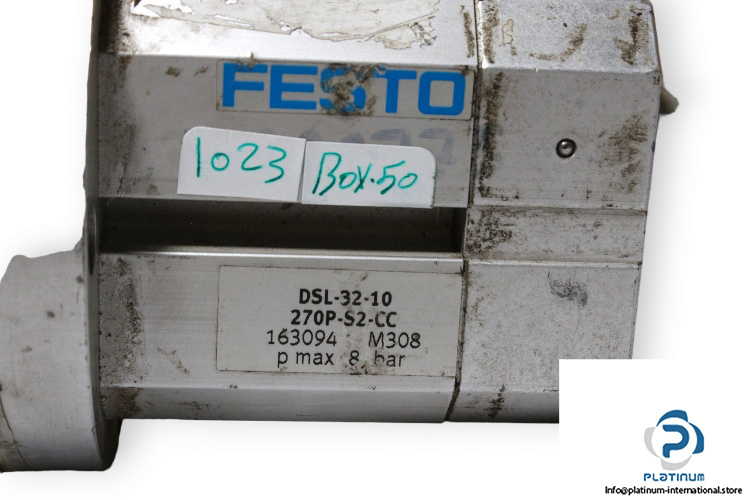 FESTO
1023
Box.50
DSL-32-10
270P-S2-CC
163094 M308
p max 8 bar
PLATINUM
Info@platinum-international.store